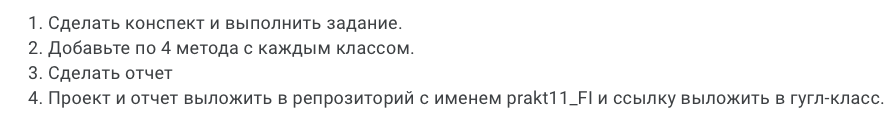 1. Сделать конспект и выполнить задание.
2. Добавьте по 4 метода с каждым классом.
3. Сделать отчет
4. Проект и отчет выложить в репрозиторий с именем prakt11_FI и ссылку выложить в гугл-класс.